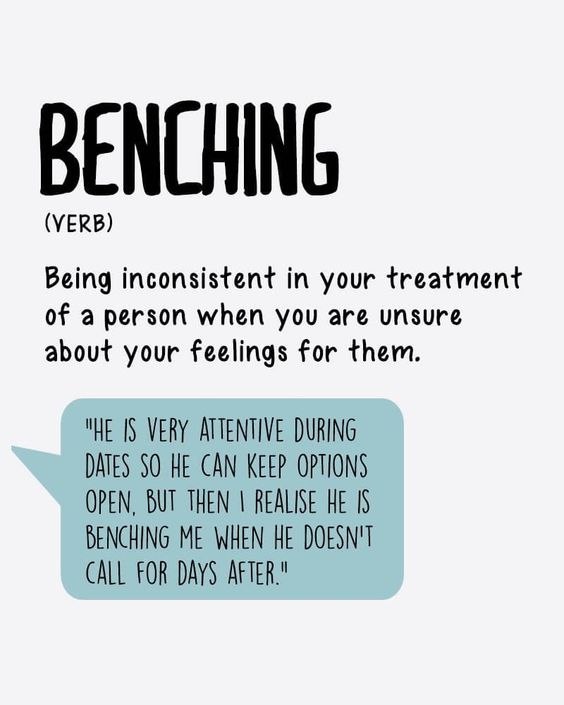 BENCHING
(VERB)
Being inconsistent in your treatment
of a person when you are unsure
about your feelings for them.
"HE IS VERY ATTENTIVE DURING
DATES SO HE CAN KEEP OPTIONS
OPEN, BUT THEN I REALISE HE IS
BENCHING ME WHEN HE DOESN'T
CALL FOR DAYS AFTER."